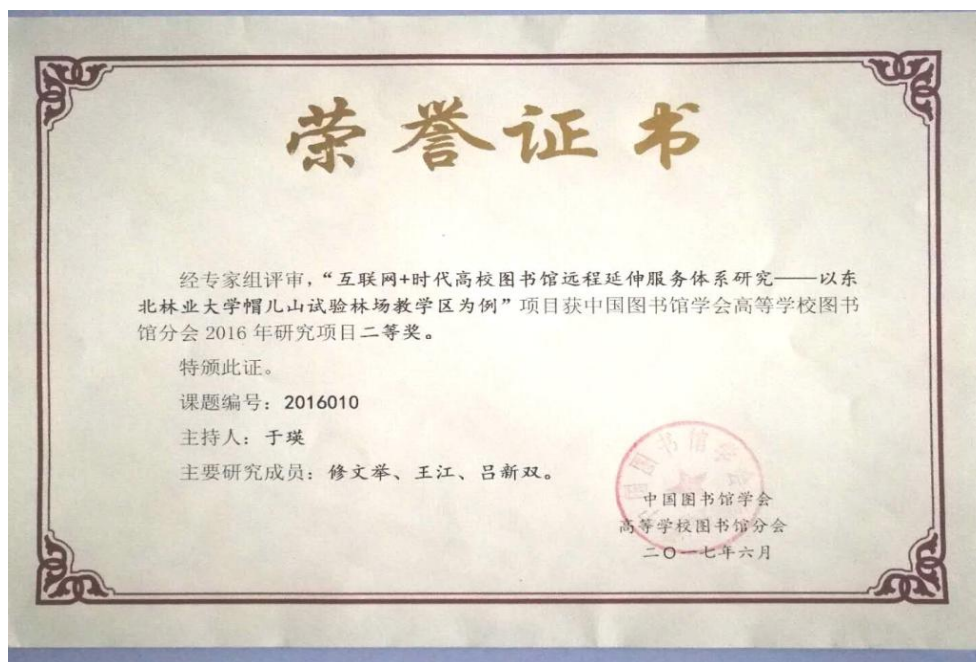 荣誉证书
经专家组评审，“互联网+时代高校图书馆远程延伸服务体系研究——以东
北林业大学帽儿山试验林场教学区为例”项目获中国图书馆学会高等学校图书
馆分会 2016 年研究项目二等奖。
特颁此证。
课题编号：2016010
主持人：于瑛
主要研究成员：修文举、王江、吕新双。
中国图书馆学会
高等学校图书馆分会
二〇一七年六月